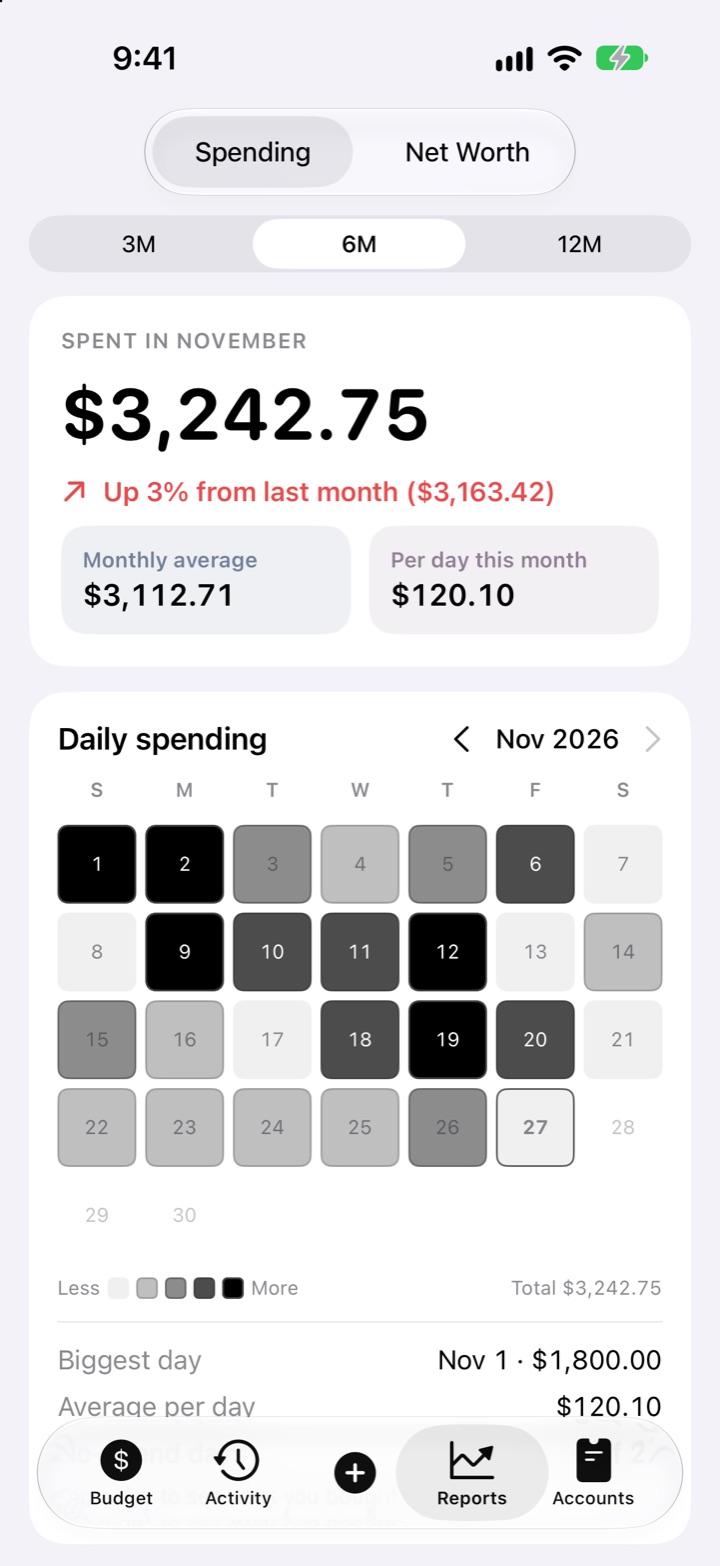 9:41
Spending Net Worth
3M 6M 12M
SPENT IN NOVEMBER
$3,242.75
Up 3% from last month ($3,163.42)
Monthly average Per day this month
$3,112.71 $120.10
Daily spending Nov 2026
S M T W T F S
1 2 3 4 5 6 7
8 9 10 11 12 13 14
15 16 17 18 19 20 21
22 23 24 25 26 27 28
29 30
Less More Total $3,242.75
Biggest day Nov 1 · $1,800.00
Average per day $120.10
Budget Activity Reports Accounts